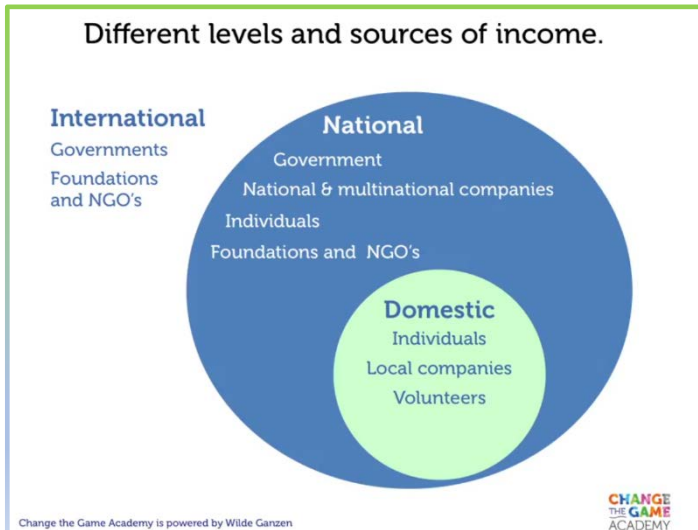 Different levels and sources of income.
International
Governments
Foundations
and NGO's
National
Government
National & multinational companies
Individuals
Foundations and NGO's
Domestic
Individuals
Local companies
Volunteers
Change the Game Academy is powered by Wilde Ganzen
CHANGE
THE GAME
ACADEMY